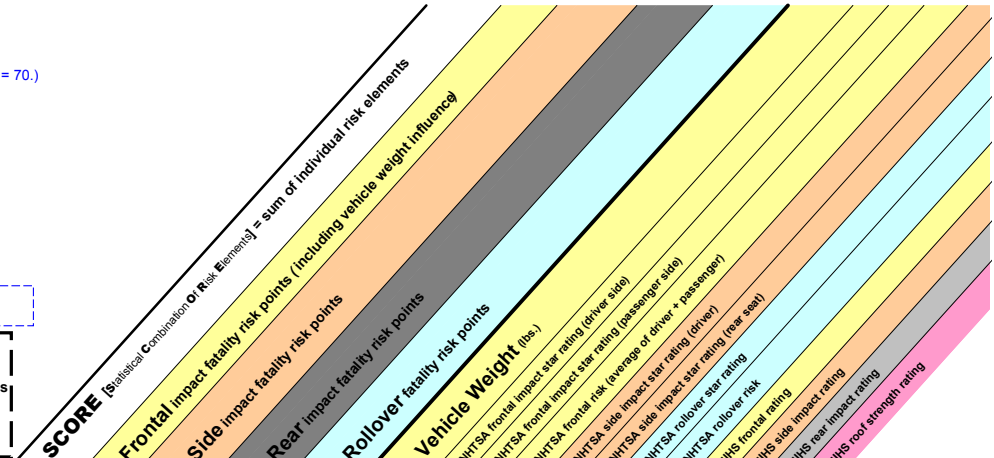 = 70.)
s
SCORE [Statistical Combination Of Risk Elements] = sum of individual risk elements
Frontal impact fatality risk points (including vehicle weight influence)
Side impact fatality risk points
Rear impact fatality risk points
Rollover fatality risk points
Vehicle Weight (lbs.)
NHTSA frontal impact star rating (driver side)
NHTSA frontal impact star rating (passenger side)
NHTSA frontal risk (average of driver + passenger)
NHTSA side impact star rating (driver)
NHTSA side impact star rating (rear seat)
NHTSA rollover star rating
NHTSA rollover risk
IIHS frontal rating
IIHS side impact rating
IIHS rear impact rating
IIHS roof strength rating